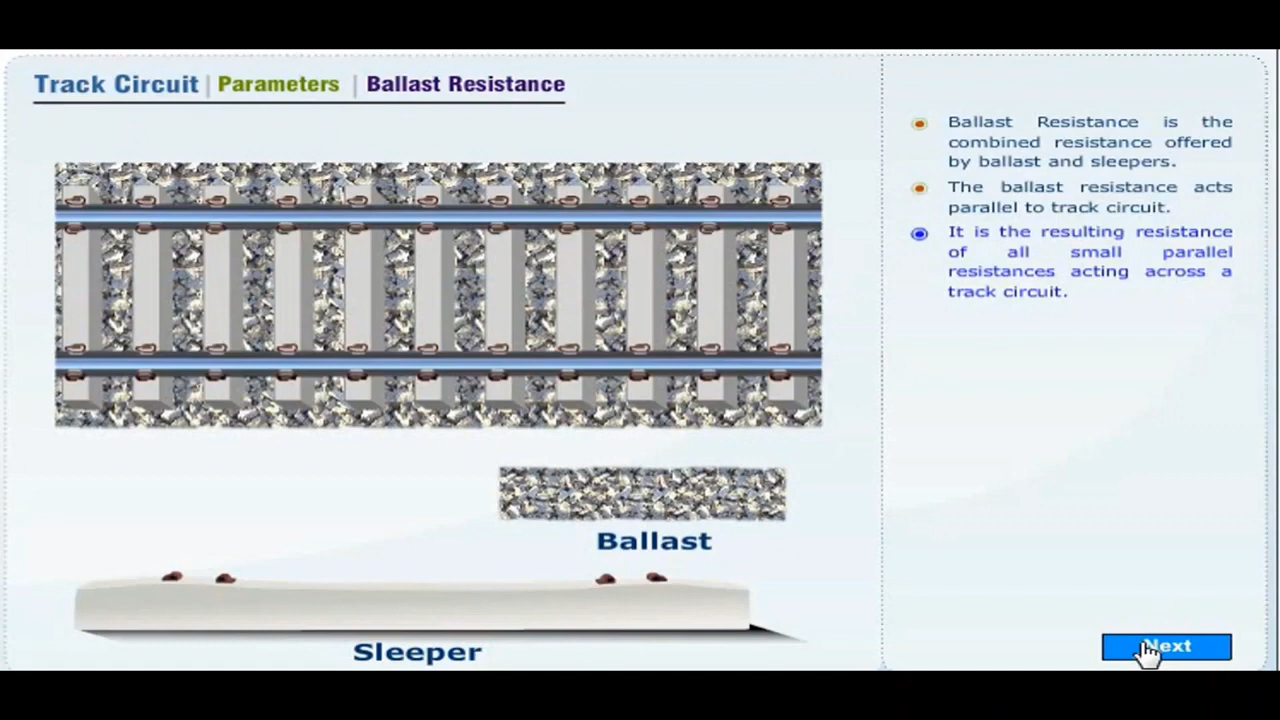 Track Circuit | Parameters | Ballast Resistance
Ballast Resistance is the
combined resistance offered
by ballast and sleepers.
The ballast resistance acts
parallel to track circuit.
It is the resulting resistance
of all small parallel
resistances acting across a
track circuit.
Ballast
Sleeper
Next